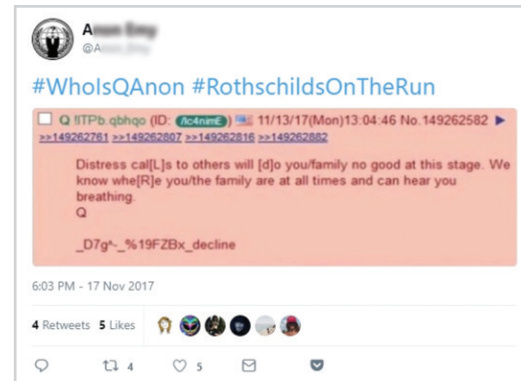 A
@A
#WhoIsQAnon #RothschildsOnTheRun
Q !ITPb.qbhqo (ID: /lc4nimE) 11/13/17(Mon)13:04:46 No.149262582 ▶
>>149262761 >>149262807 >>149262816 >>149262882
Distress cal[L]s to others will [d]o you/family no good at this stage. We
know whe[R]e you/the family are at all times and can hear you
breathing.
Q
_D7g^-_%19FZBx_decline
6:03 PM - 17 Nov 2017
4 Retweets 5 Likes
4 5